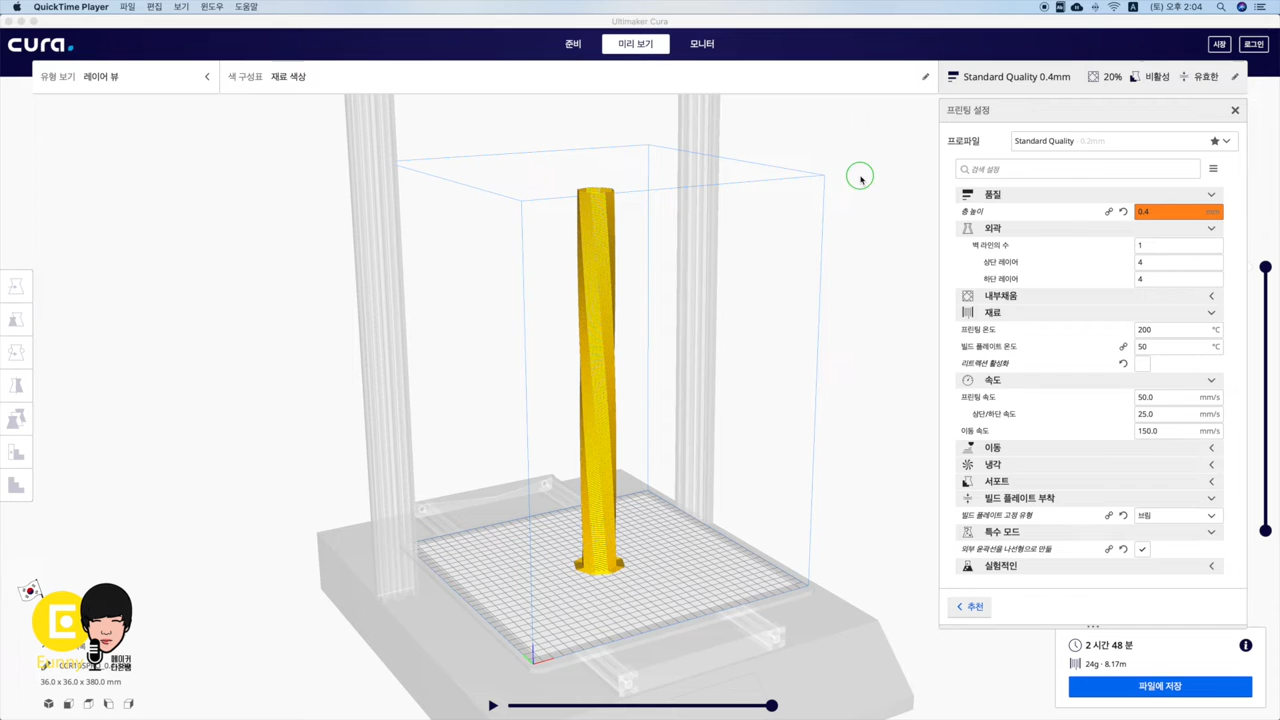 QuickTime Player 파일 편집 보기 윈도우 도움말 A (토) 오후 2:04
Ultimaker Cura
cura. 준비 미리 보기 모니터 시장 로그인
유형 보기 레이어 뷰 색 구성표 재료 색상 Standard Quality 0.4mm 20% 비활성 유효한
프린팅 설정
프로파일 Standard Quality - 0.2mm
검색 설정
품질
층 높이 0.4 mm
외곽
벽 라인의 수 1
상단 레이어 4
하단 레이어 4
내부채움
재료
프린팅 온도 200 °C
빌드 플레이트 온도 50 °C
리트렉션 활성화
속도
프린팅 속도 50.0 mm/s
상단/하단 속도 25.0 mm/s
이동 속도 150.0 mm/s
이동
냉각
서포트
빌드 플레이트 부착
빌드 플레이트 고정 유형 브림
특수 모드
외부 윤곽선을 나선형으로 만듦
실험적인
추천
2 시간 48 분
24g · 8.17m
파일에 저장
메이커
36.0 x 36.0 x 380.0 mm